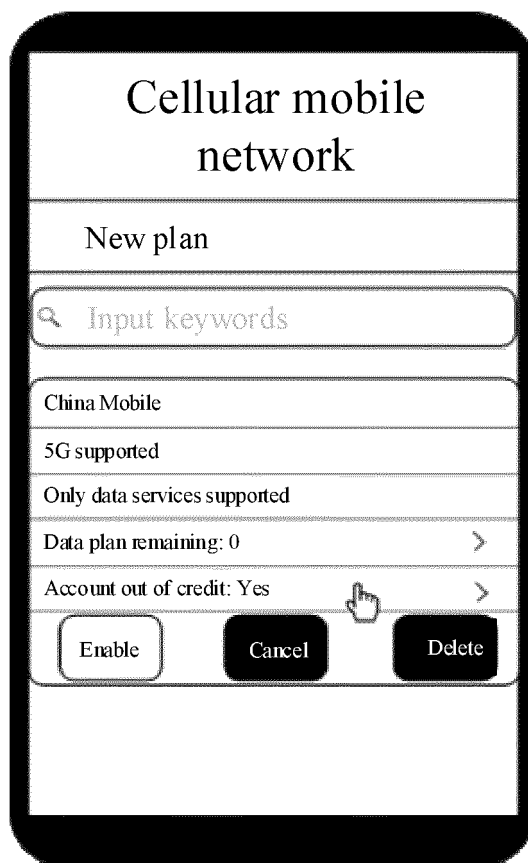 Cellular mobile
network
New plan
Input keywords
China Mobile
5G supported
Only data services supported
Data plan remaining: 0
Account out of credit: Yes
Enable Cancel Delete